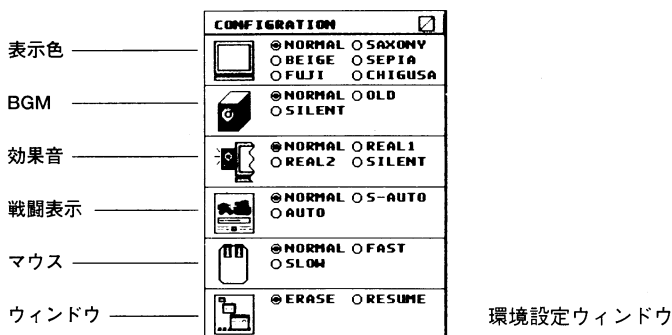 CONFIGRATION
表示色
NORMAL SAXONY
BEIGE SEPIA
FUJI CHIGUSA
BGM
NORMAL OLD
SILENT
効果音
NORMAL REAL1
REAL2 SILENT
戦闘表示
NORMAL S-AUTO
AUTO
マウス
NORMAL FAST
SLOW
ウィンドウ
ERASE RESUME
環境設定ウィンドウ